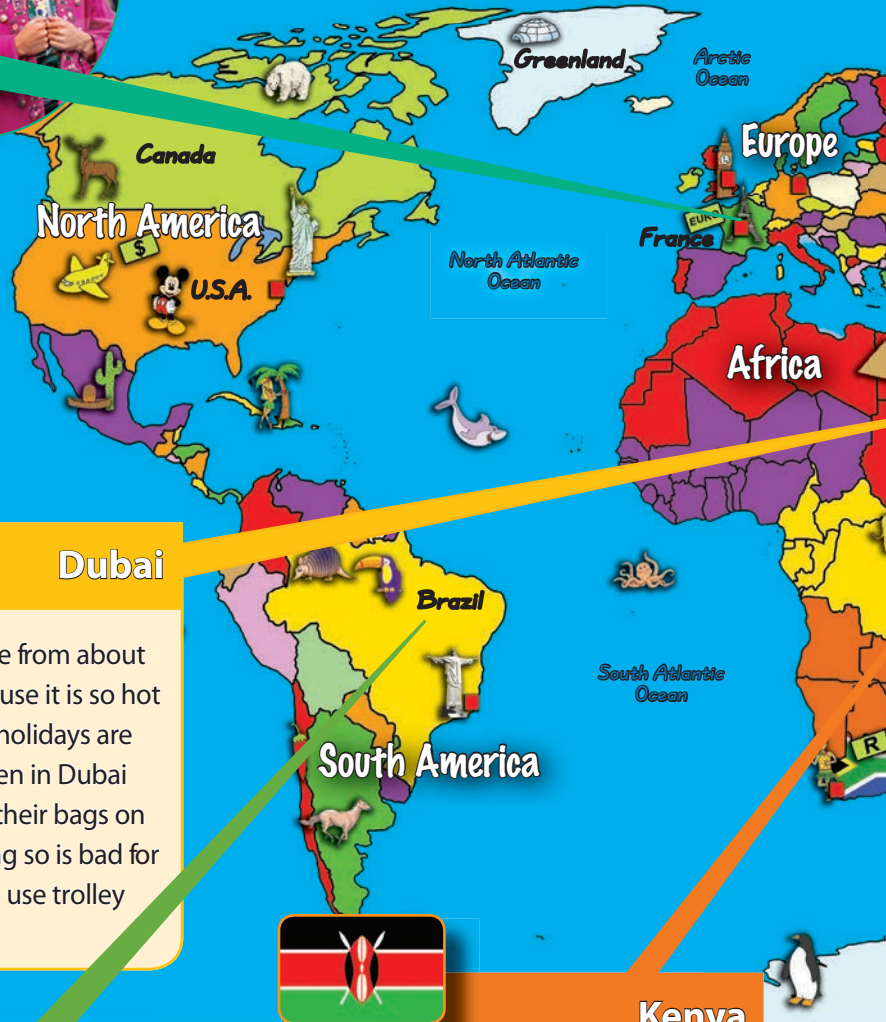 Greenland
Arctic
Ocean
Europe
Canada
North America
$
U.S.A.
EURO
France
North Atlantic
Ocean
Africa
Dubai
e from about
use it is so hot
holidays are
en in Dubai
their bags on
g so is bad for
use trolley
Brazil
South Atlantic
Ocean
South America
R
Kenya